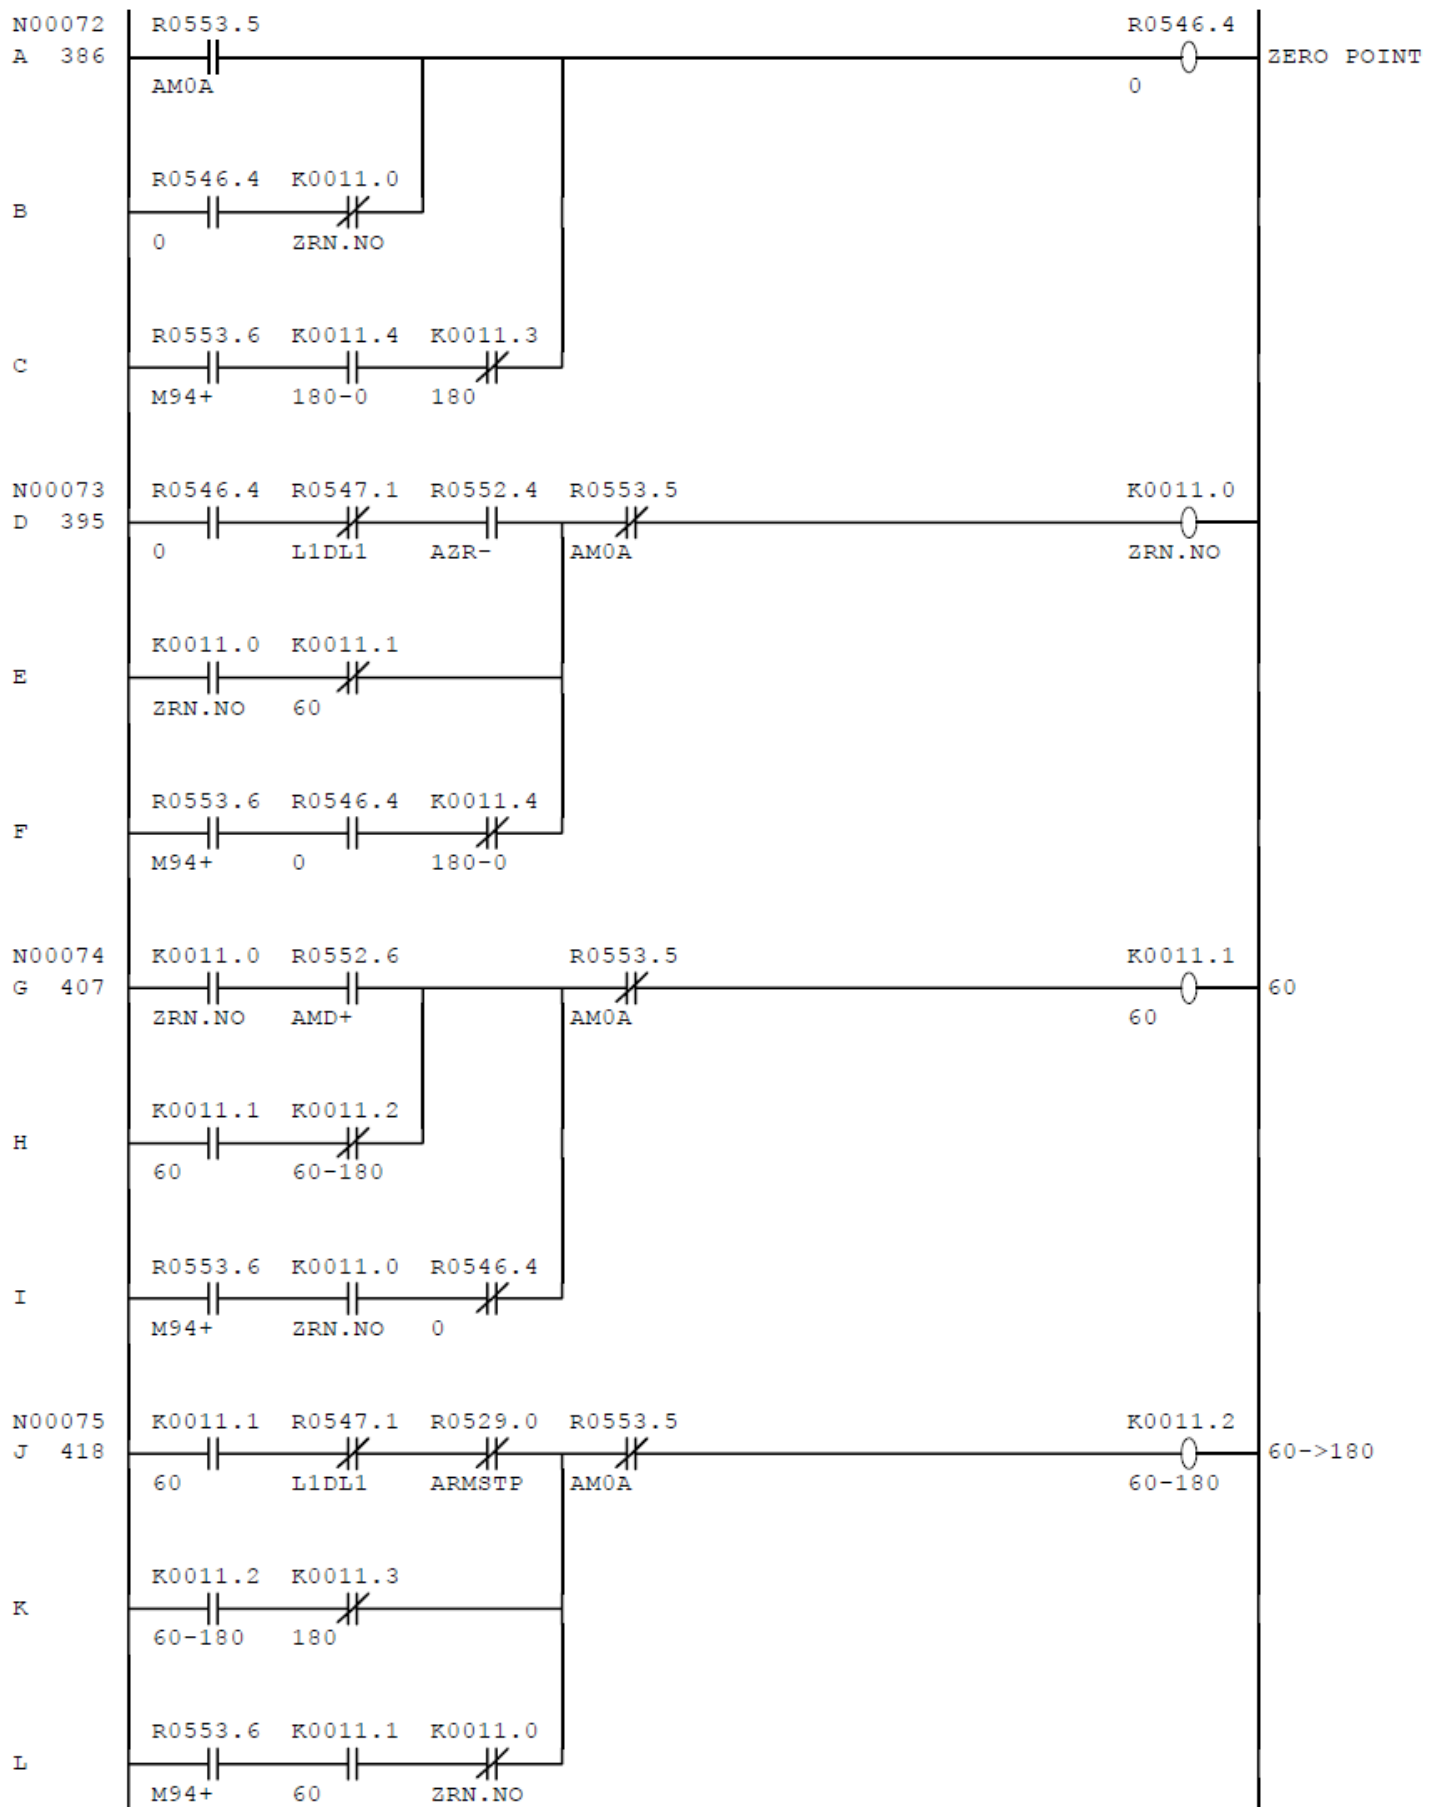 N00072 R0553.5 R0546.4
A 386 ZERO POINT
AM0A 0
R0546.4 K0011.0
B
0 ZRN.NO
R0553.6 K0011.4 K0011.3
C
M94+ 180-0 180
N00073 R0546.4 R0547.1 R0552.4 R0553.5 K0011.0
D 395
0 L1DL1 AZR- AM0A ZRN.NO
K0011.0 K0011.1
E
ZRN.NO 60
R0553.6 R0546.4 K0011.4
F
M94+ 0 180-0
N00074 K0011.0 R0552.6 R0553.5 K0011.1
G 407 60
ZRN.NO AMD+ AM0A 60
K0011.1 K0011.2
H
60 60-180
R0553.6 K0011.0 R0546.4
I
M94+ ZRN.NO 0
N00075 K0011.1 R0547.1 R0529.0 R0553.5 K0011.2
J 418 60->180
60 L1DL1 ARMSTP AM0A 60-180
K0011.2 K0011.3
K
60-180 180
R0553.6 K0011.1 K0011.0
L
M94+ 60 ZRN.NO